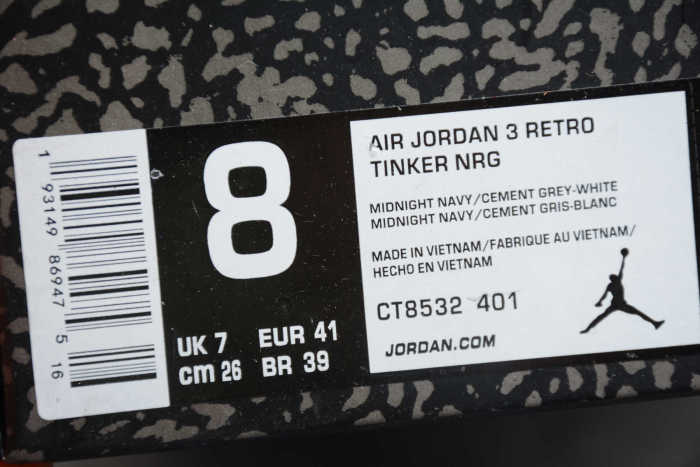 1 93149 86947 5 16
8
UK 7 EUR 41
cm 26 BR 39
AIR JORDAN 3 RETRO
TINKER NRG
MIDNIGHT NAVY/CEMENT GREY-WHITE
MIDNIGHT NAVY/CEMENT GRIS-BLANC
MADE IN VIETNAM/FABRIQUE AU VIETNAM/
HECHO EN VIETNAM
CT8532 401
JORDAN.COM